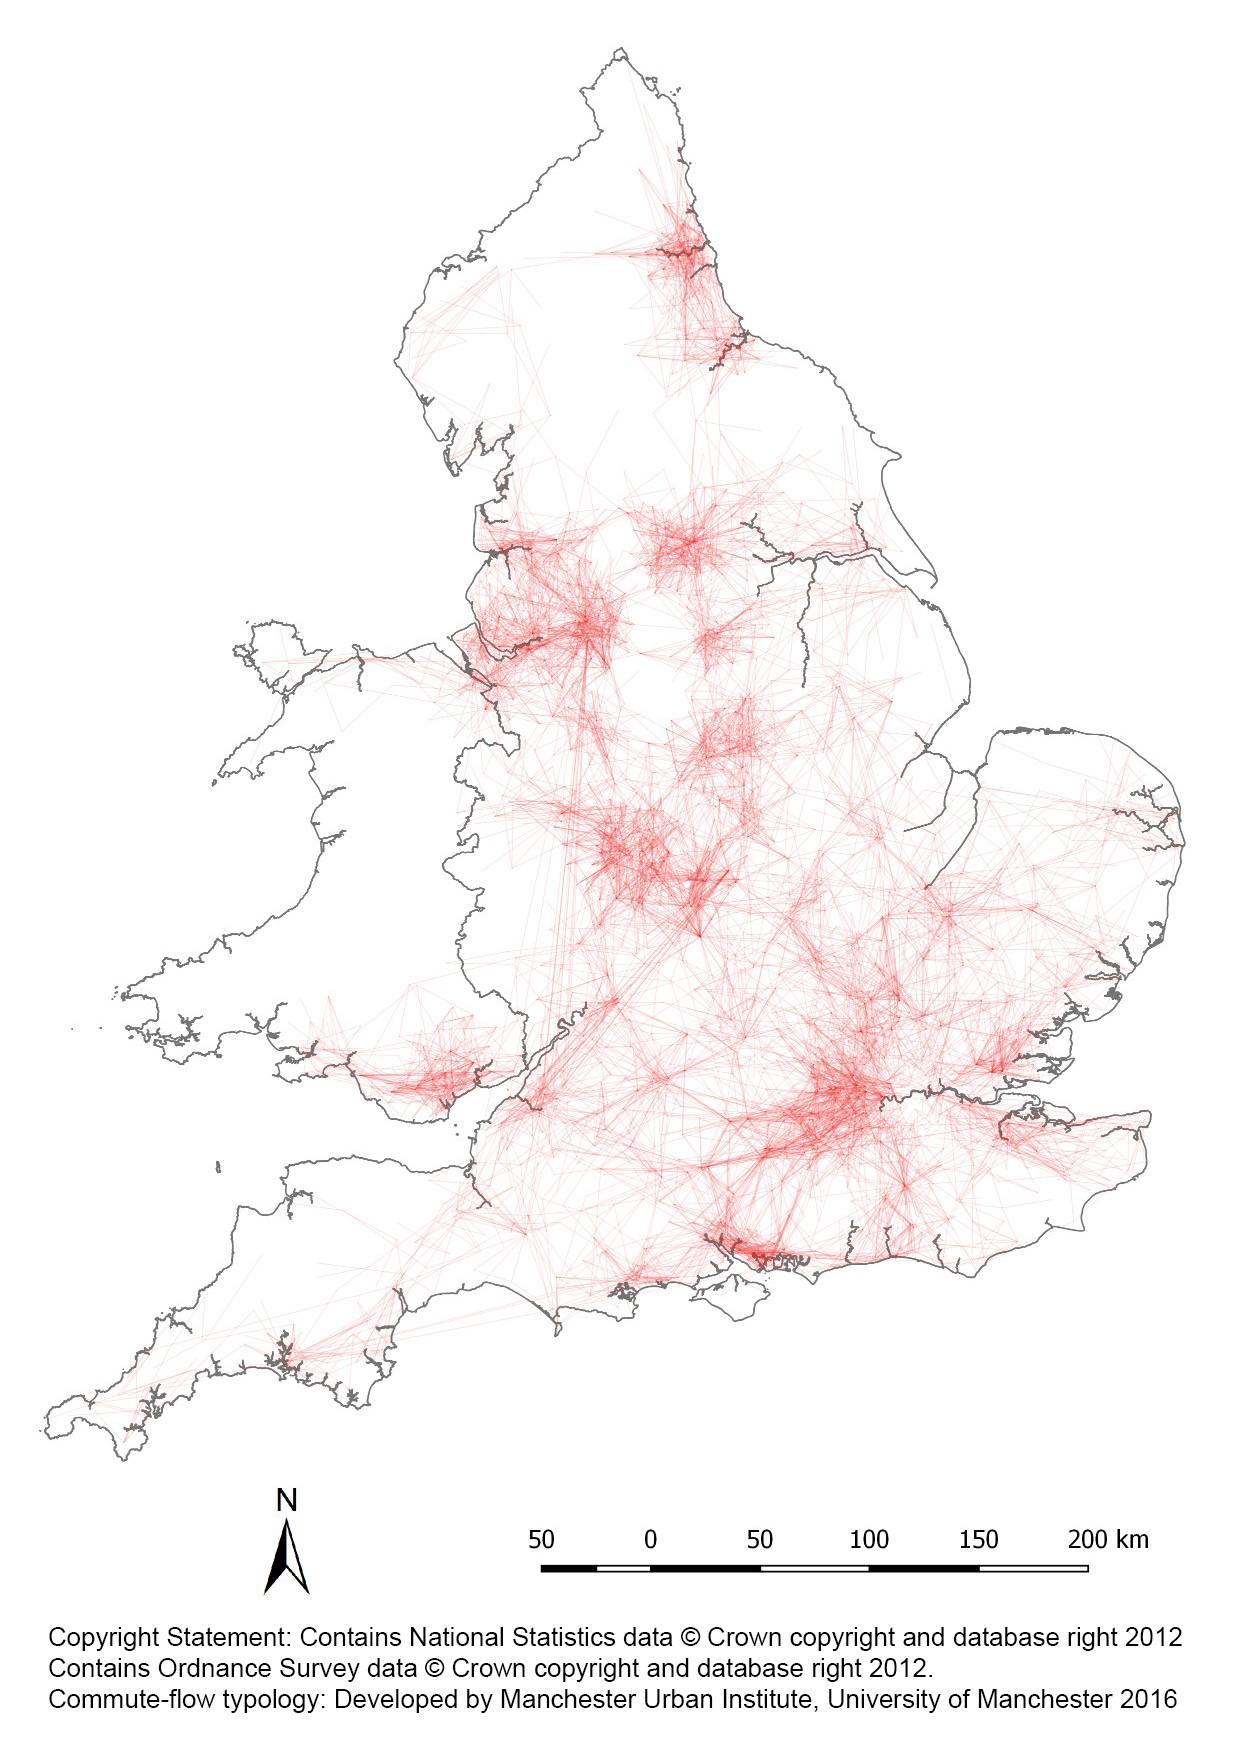 N
50 0 50 100 150 200 km
Copyright Statement: Contains National Statistics data © Crown copyright and database right 2012
Contains Ordnance Survey data © Crown copyright and database right 2012.
Commute-flow typology: Developed by Manchester Urban Institute, University of Manchester 2016